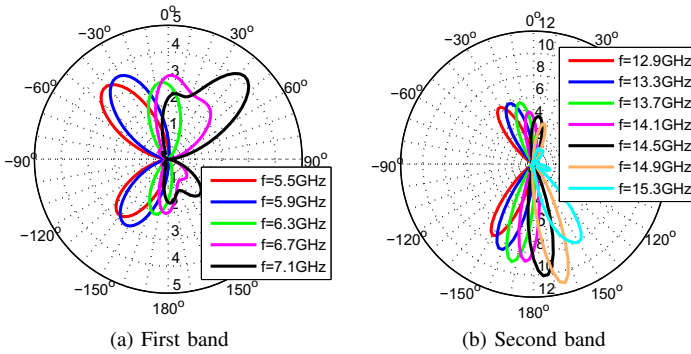 0° 5
−30° 30°
4
3
−60°
1
−90° 90°
f=5.5GHz
f=5.9GHz
f=6.3GHz
f=6.7GHz
f=7.1GHz
2
3
4
5
−120°
−150° 150°
180°
(a) First band
0° 12
−30° 30°
10
8
−60°
4
−90°
f=12.9GHz
f=13.3GHz
f=13.7GHz
f=14.1GHz
f=14.5GHz
f=14.9GHz
f=15.3GHz
8
10
12
−120° 120°
−150° 150°
180°
(b) Second band